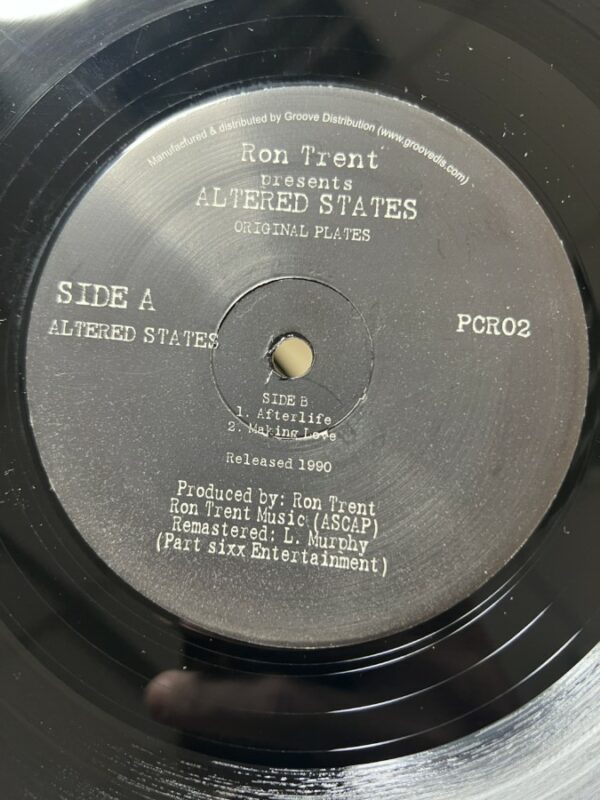 Manufactured & distributed by Groove Distribution (www.groovedis.com)
Ron Trent
presents
ALTERED STATES
ORIGINAL PLATES
SIDE A
ALTERED STATES
PCR02
SIDE B
1. Afterlife
2. Making Love
Released 1990
Produced by: Ron Trent
Ron Trent Music (ASCAP)
Remastered: L. Murphy
(Part sixx Entertainment)